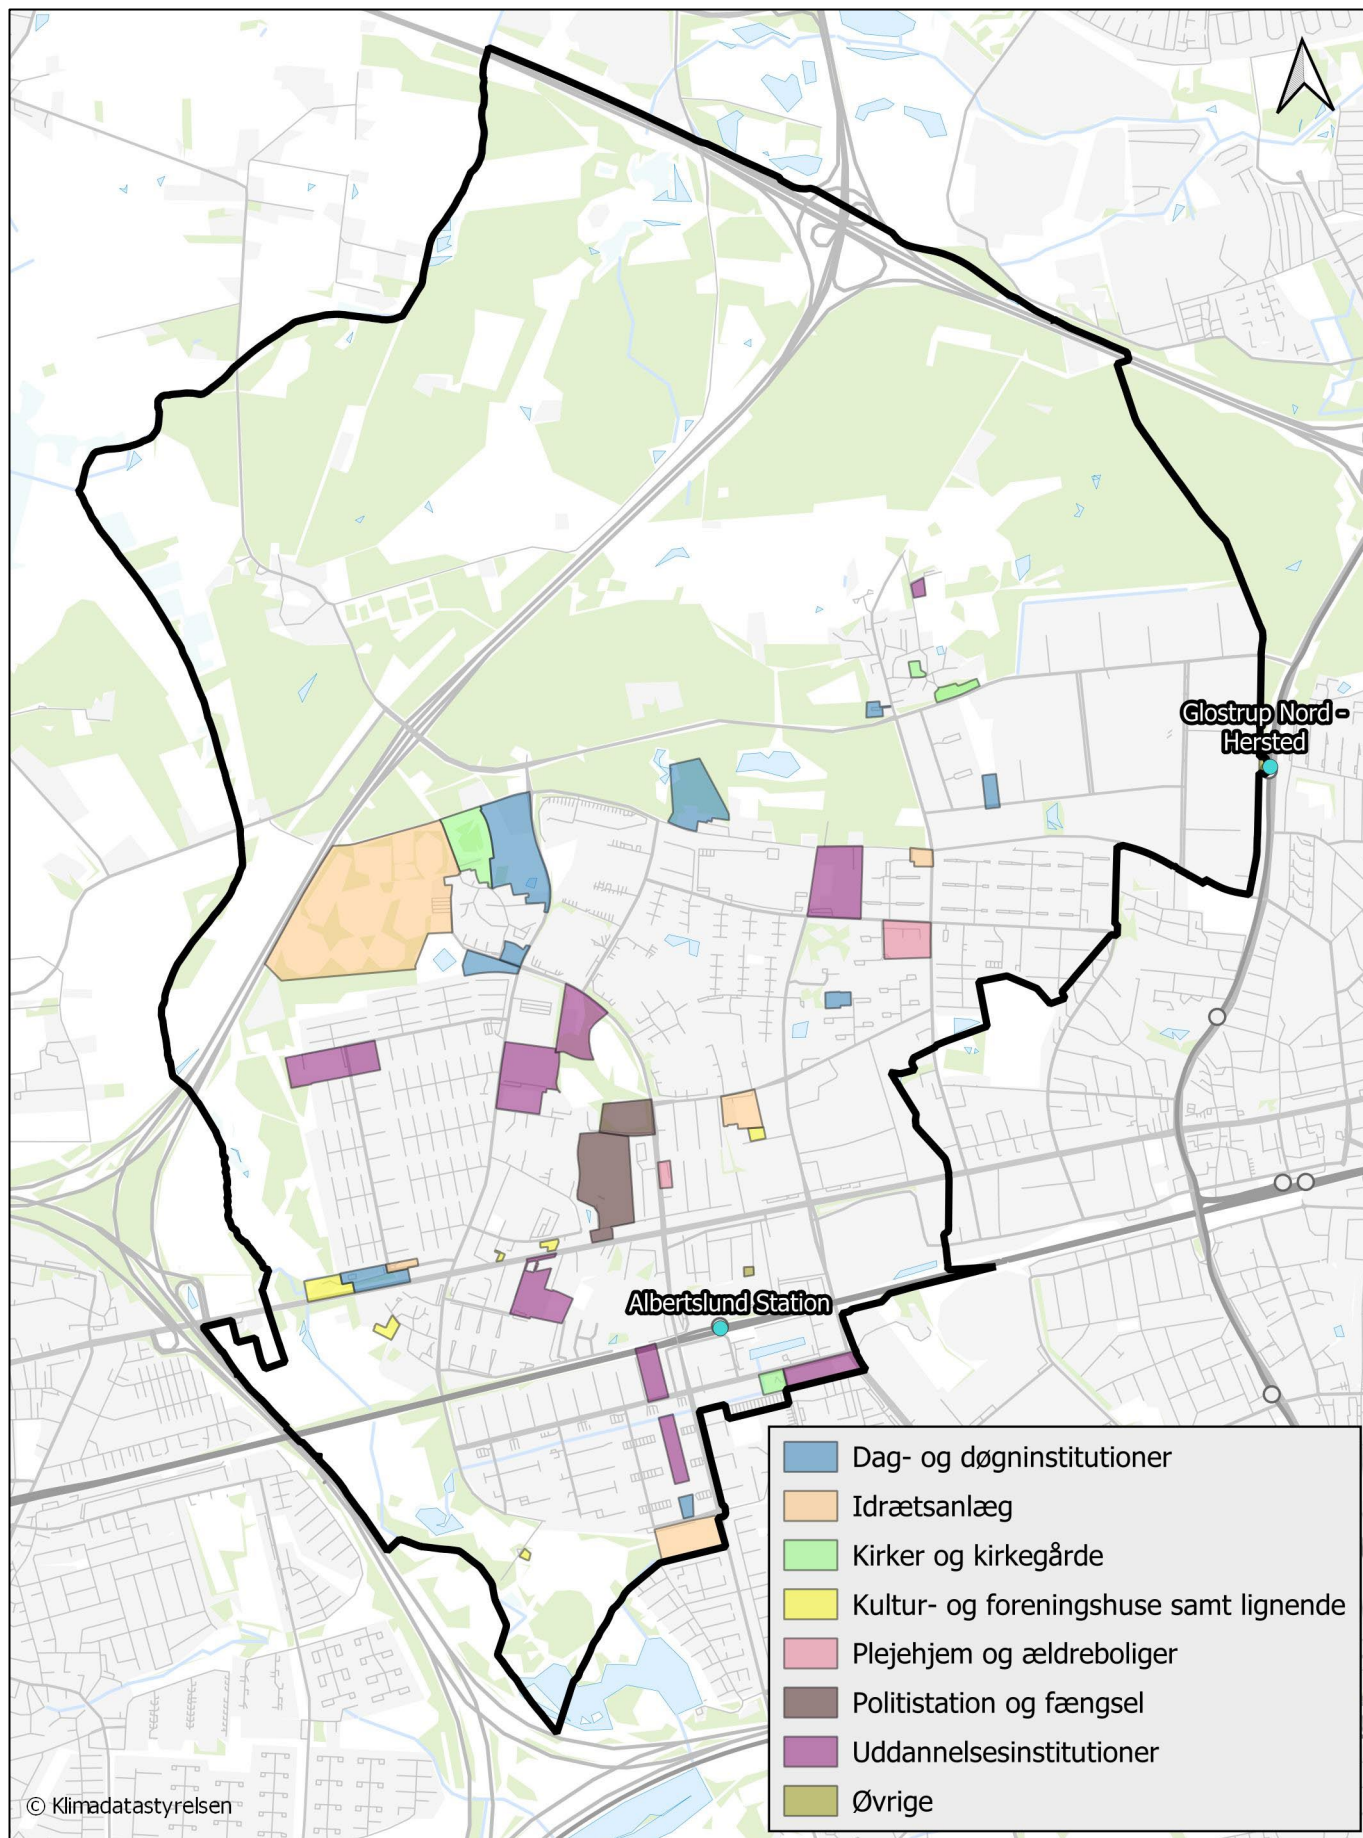 Glostrup Nord -
Hersted
Albertslund Station
Dag- og døgninstitutioner
Idrætsanlæg
Kirker og kirkegårde
Kultur- og foreningshuse samt lignende
Plejehjem og ældreboliger
Politistation og fængsel
Uddannelsesinstitutioner
Øvrige
© Klimadatastyrelsen